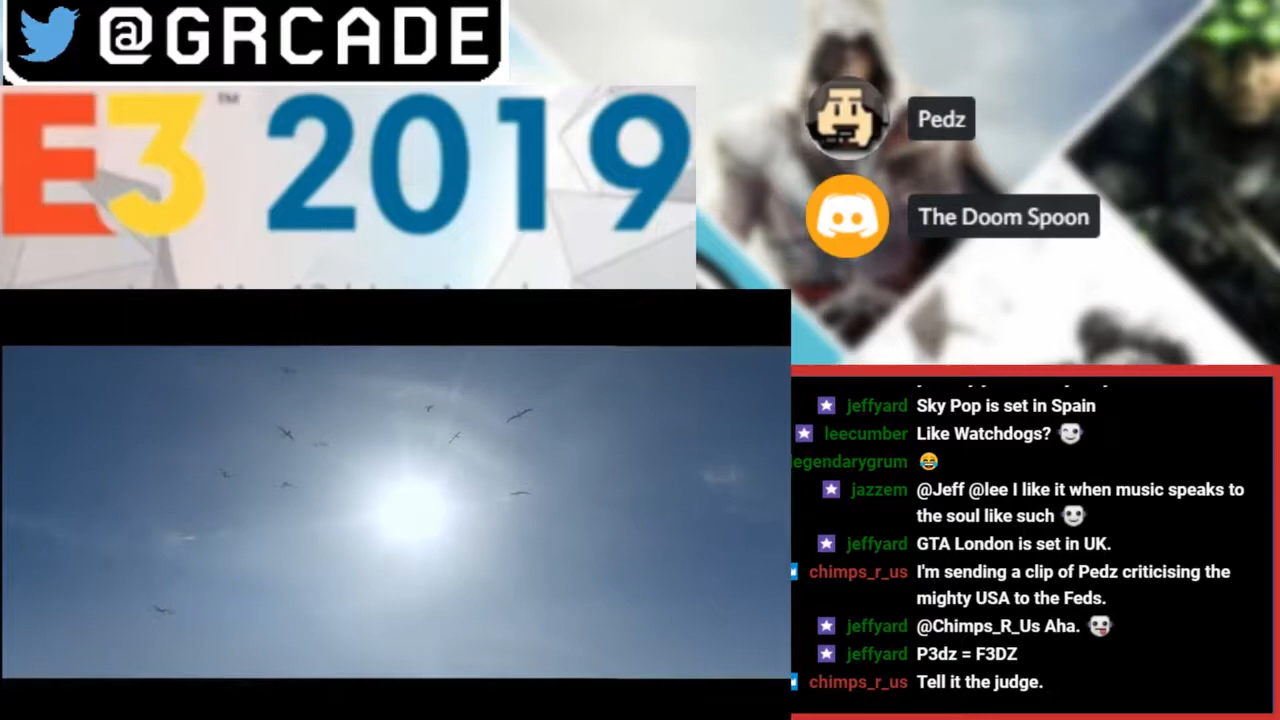 @GRCADE
E3™ 2019
Pedz
The Doom Spoon
jeffyard Sky Pop is set in Spain
leecumber Like Watchdogs?
egendarygrum
jazzem @Jeff @lee I like it when music speaks to
the soul like such
jeffyard GTA London is set in UK.
chimps_r_us I'm sending a clip of Pedz criticising the
mighty USA to the Feds.
jeffyard @Chimps_R_Us Aha.
jeffyard P3dz = F3DZ
chimps_r_us Tell it the judge.